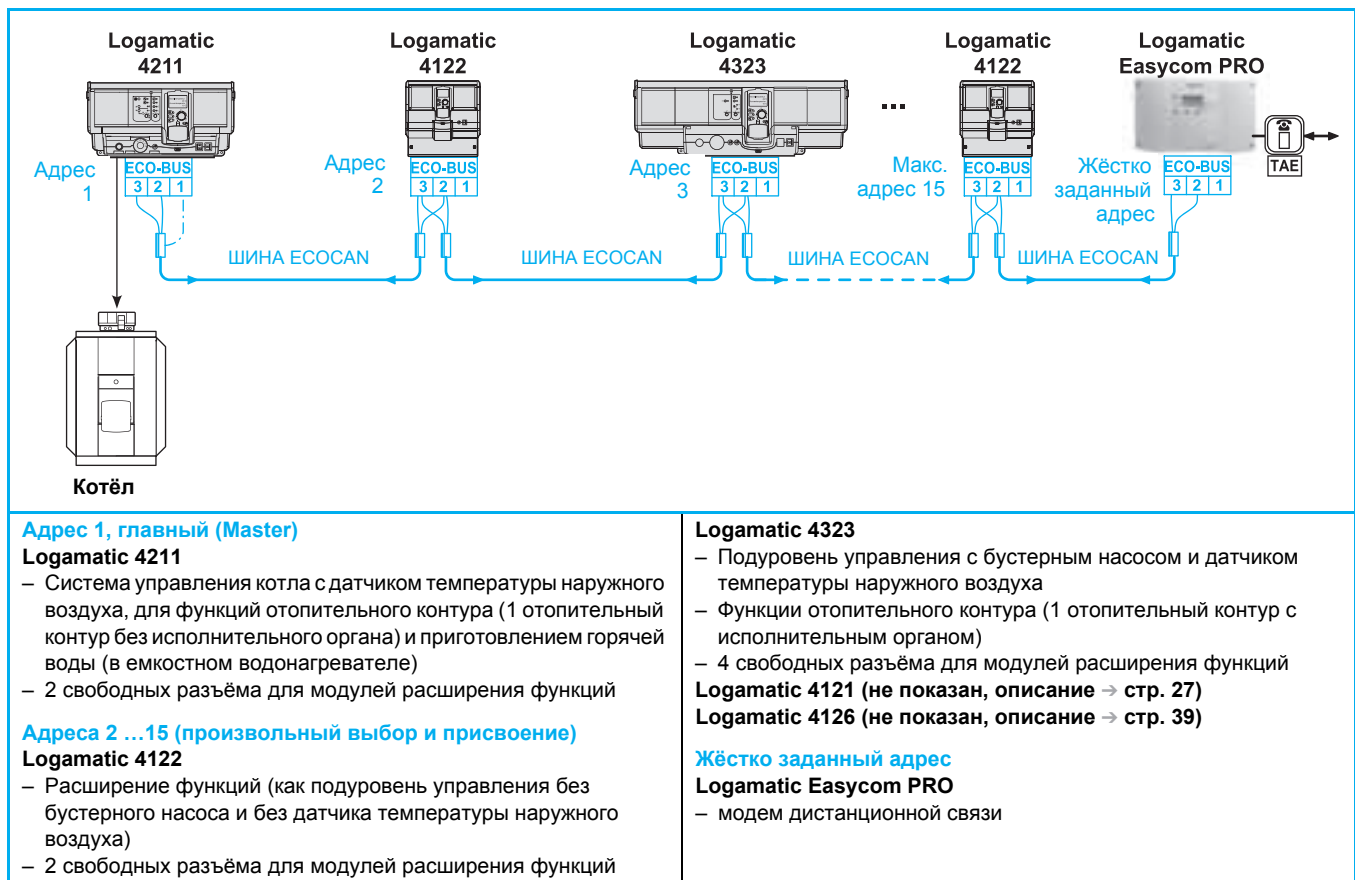 Logamatic
4211
Logamatic
4122
Logamatic
4323
Logamatic
4122
Logamatic
Easycom PRO
...
TAE
Адрес
1
ECO-BUS
3 2 1
Адрес
2
ECO-BUS
3 2 1
Адрес
3
ECO-BUS
3 2 1
Макс.
адрес 15
ECO-BUS
3 2 1
Жёстко
заданный
адрес
ECO-BUS
3 2 1
ШИНА ECOCAN
ШИНА ECOCAN
ШИНА ECOCAN
ШИНА ECOCAN
Котёл
Адрес 1, главный (Master)
Logamatic 4211
– Система управления котла с датчиком температуры наружного
воздуха, для функций отопительного контура (1 отопительный
контур без исполнительного органа) и приготовлением горячей
воды (в емкостном водонагревателе)
– 2 свободных разъёма для модулей расширения функций
Адреса 2 …15 (произвольный выбор и присвоение)
Logamatic 4122
– Расширение функций (как подуровень управления без
бустерного насоса и без датчика температуры наружного
воздуха)
– 2 свободных разъёма для модулей расширения функций
Logamatic 4323
– Подуровень управления с бустерным насосом и датчиком
температуры наружного воздуха
– Функции отопительного контура (1 отопительный контур с
исполнительным органом)
– 4 свободных разъёма для модулей расширения функций
Logamatic 4121 (не показан, описание → стр. 27)
Logamatic 4126 (не показан, описание → стр. 39)
Жёстко заданный адрес
Logamatic Easycom PRO
– модем дистанционной связи